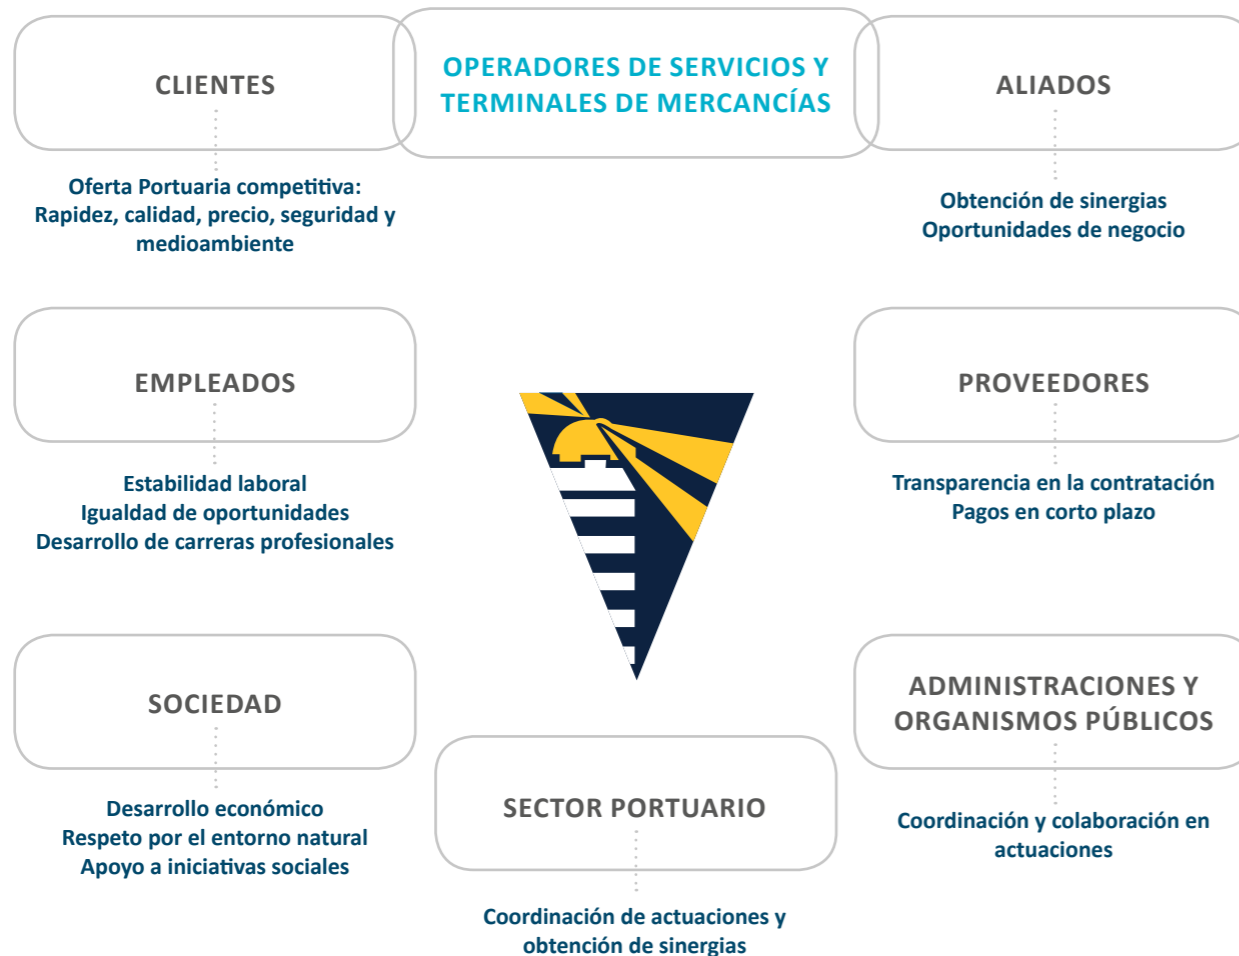 CLIENTES
OPERADORES DE SERVICIOS Y
TERMINALES DE MERCANCÍAS
ALIADOS
Oferta Portuaria competitiva:
Rapidez, calidad, precio, seguridad y
medioambiente
Obtención de sinergias
Oportunidades de negocio
EMPLEADOS
PROVEEDORES
Estabilidad laboral
Igualdad de oportunidades
Desarrollo de carreras profesionales
Transparencia en la contratación
Pagos en corto plazo
SOCIEDAD
ADMINISTRACIONES Y
ORGANISMOS PÚBLICOS
Desarrollo económico
Respeto por el entorno natural
Apoyo a iniciativas sociales
SECTOR PORTUARIO
Coordinación y colaboración en
actuaciones
Coordinación de actuaciones y
obtención de sinergias